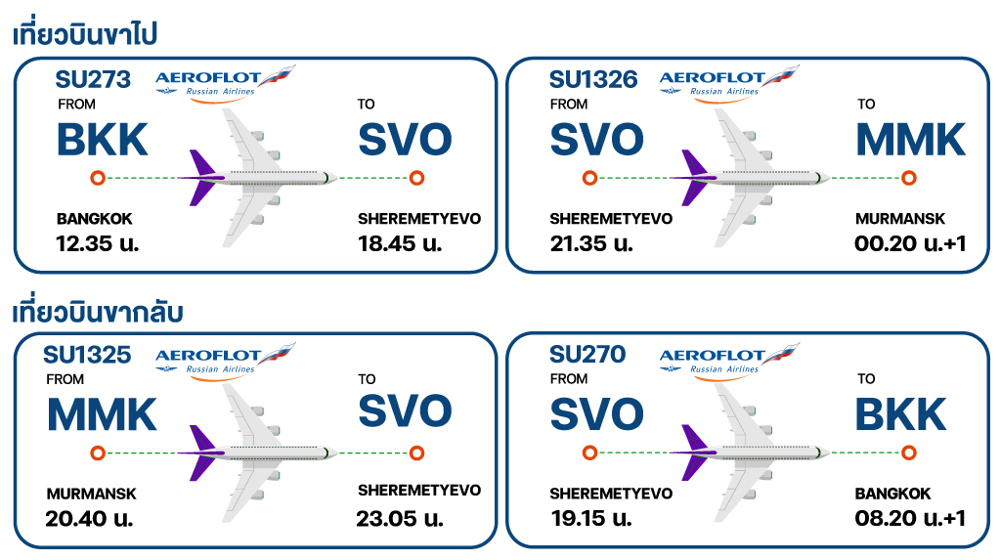 เที่ยวบินขาไป
SU273
AEROFLOT
Russian Airlines
FROM
TO
BKK
SVO
BANGKOK
SHEREMETYEVO
12.35 น.
18.45 น.
SU1326
AEROFLOT
Russian Airlines
FROM
TO
SVO
MMK
SHEREMETYEVO
MURMANSK
21.35 น.
00.20 น.+1
เที่ยวบินขากลับ
SU1325
AEROFLOT
Russian Airlines
FROM
TO
MMK
SVO
MURMANSK
SHEREMETYEVO
20.40 น.
23.05 น.
SU270
AEROFLOT
Russian Airlines
FROM
TO
SVO
BKK
SHEREMETYEVO
BANGKOK
19.15 น.
08.20 น.+1